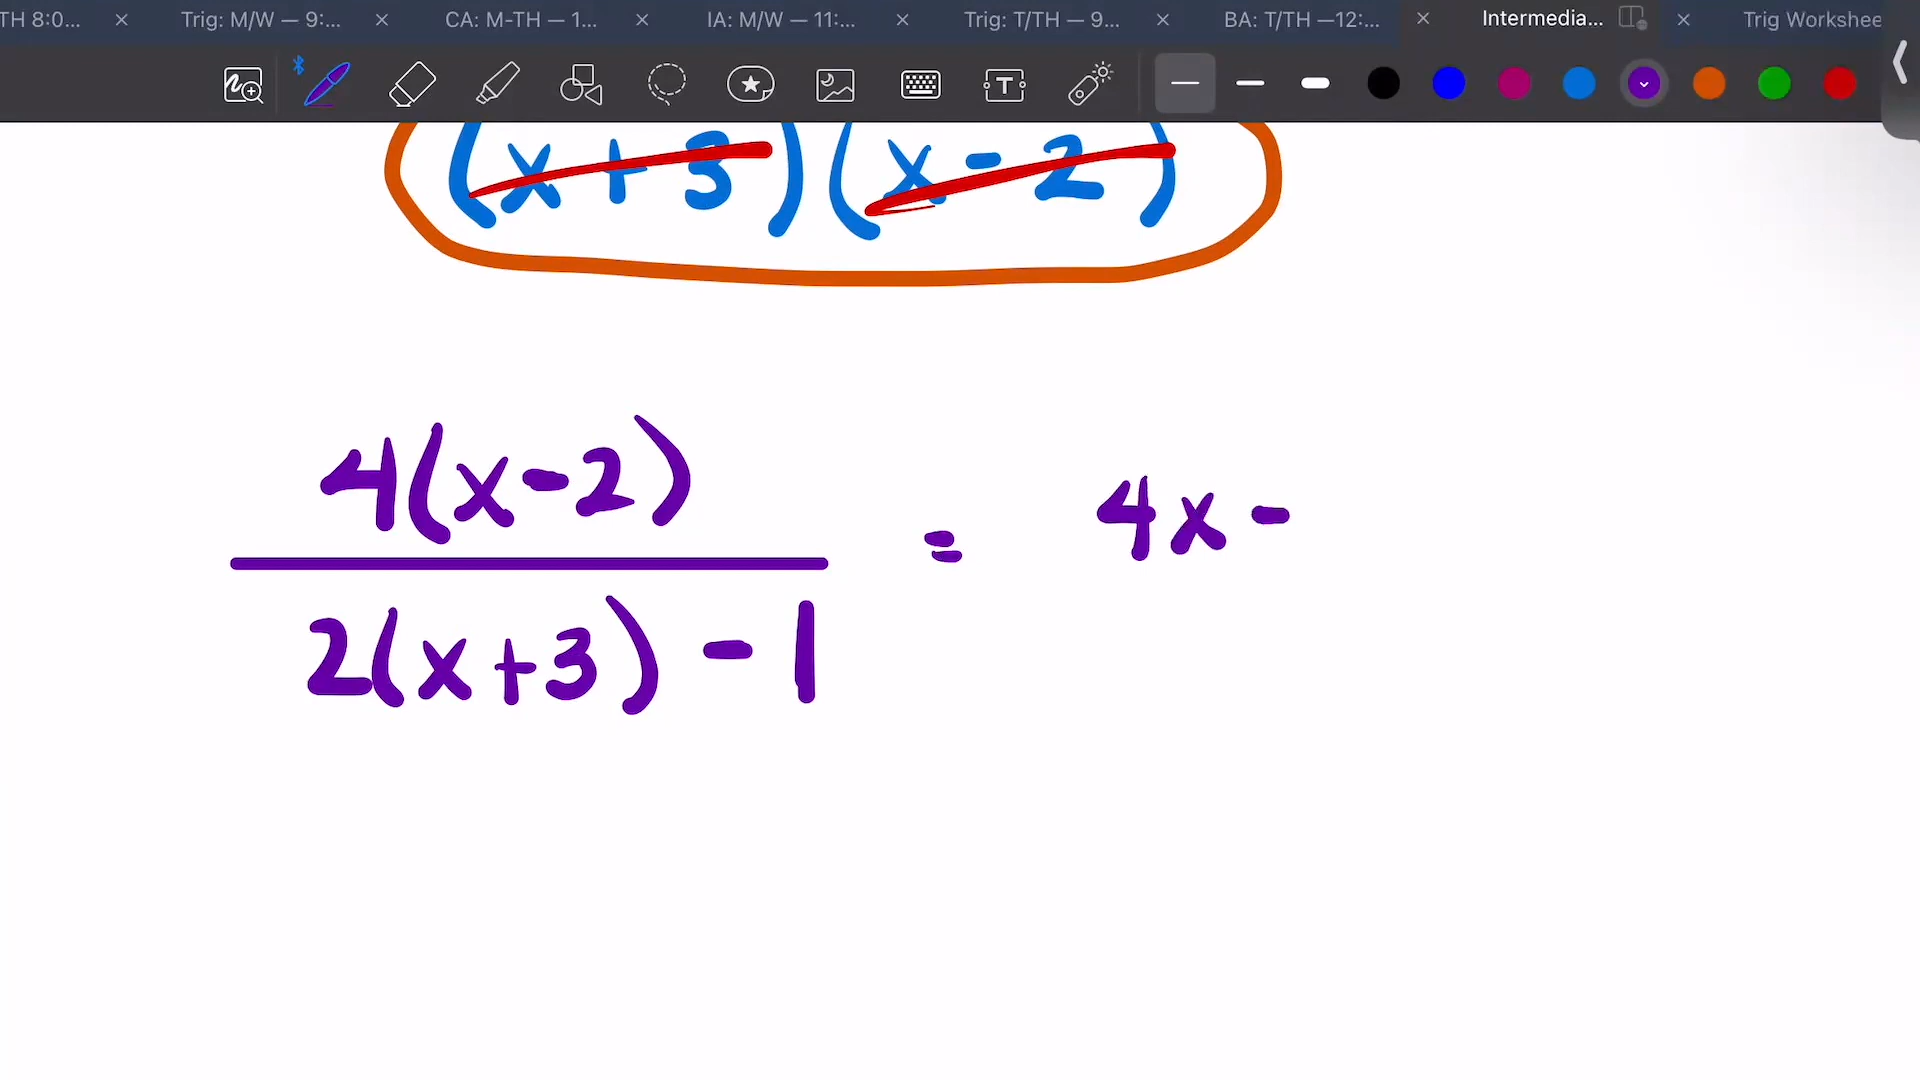 TH 8:0... Trig: M/W — 9:... CA: M-TH — 1... IA: M/W — 11:... Trig: T/TH — 9... BA: T/TH —12:... Intermedia... Trig Workshee
T
(x + 3)(x - 2)
4(x-2)
= 4x -
2(x+3) - 1